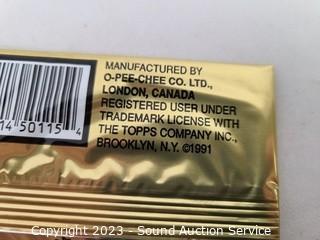 MANUFACTURED BY
O-PEE-CHEE CO. LTD.,
LONDON, CANADA
REGISTERED USER UNDER
TRADEMARK LICENSE WITH
THE TOPPS COMPANY INC.,
BROOKLYN, N.Y. ©1991
14 50115 4
Copyright 2023 - Sound Auction Service